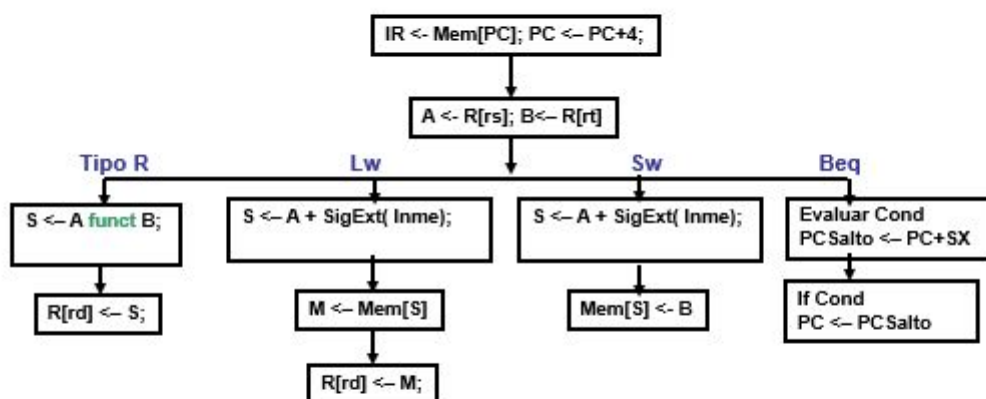 IR <- Mem[PC]; PC <– PC+4;
A <- R[rs]; B<– R[rt]
Tipo R
Lw
Sw
Beq
S <– A funct B;
S <– A + SigExt( Inme);
S <– A + SigExt( Inme);
Evaluar Cond
PCSalto <– PC+SX
R[rd] <– S;
M <– Mem[S]
Mem[S] <- B
If Cond
PC <– PCSalto
R[rd] <– M;